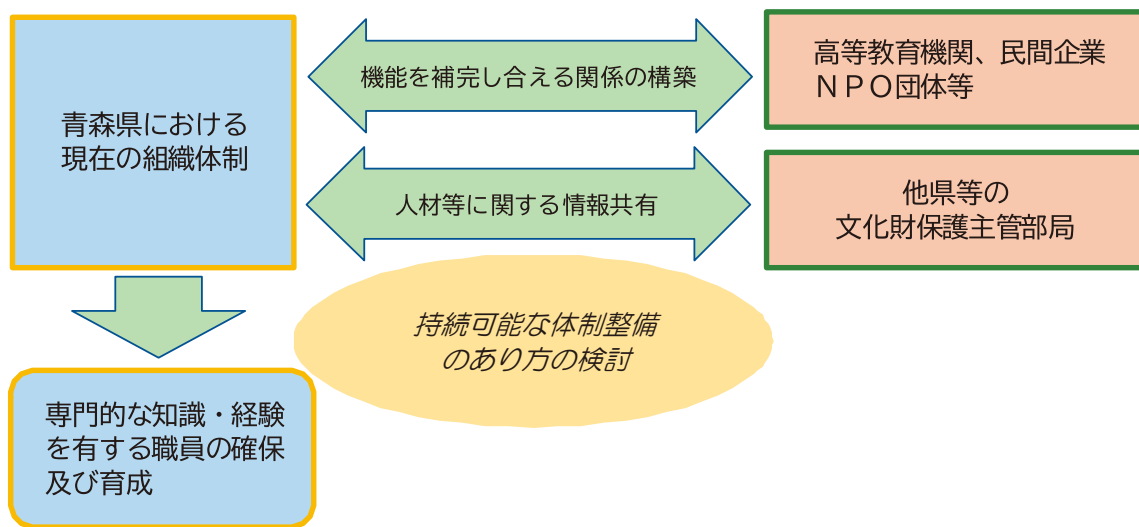 青森県における
現在の組織体制
機能を補完し合える関係の構築
高等教育機関、民間企業
ＮＰＯ団体等
人材等に関する情報共有
他県等の
文化財保護主管部局
持続可能な体制整備
のあり方の検討
専門的な知識・経験
を有する職員の確保
及び育成